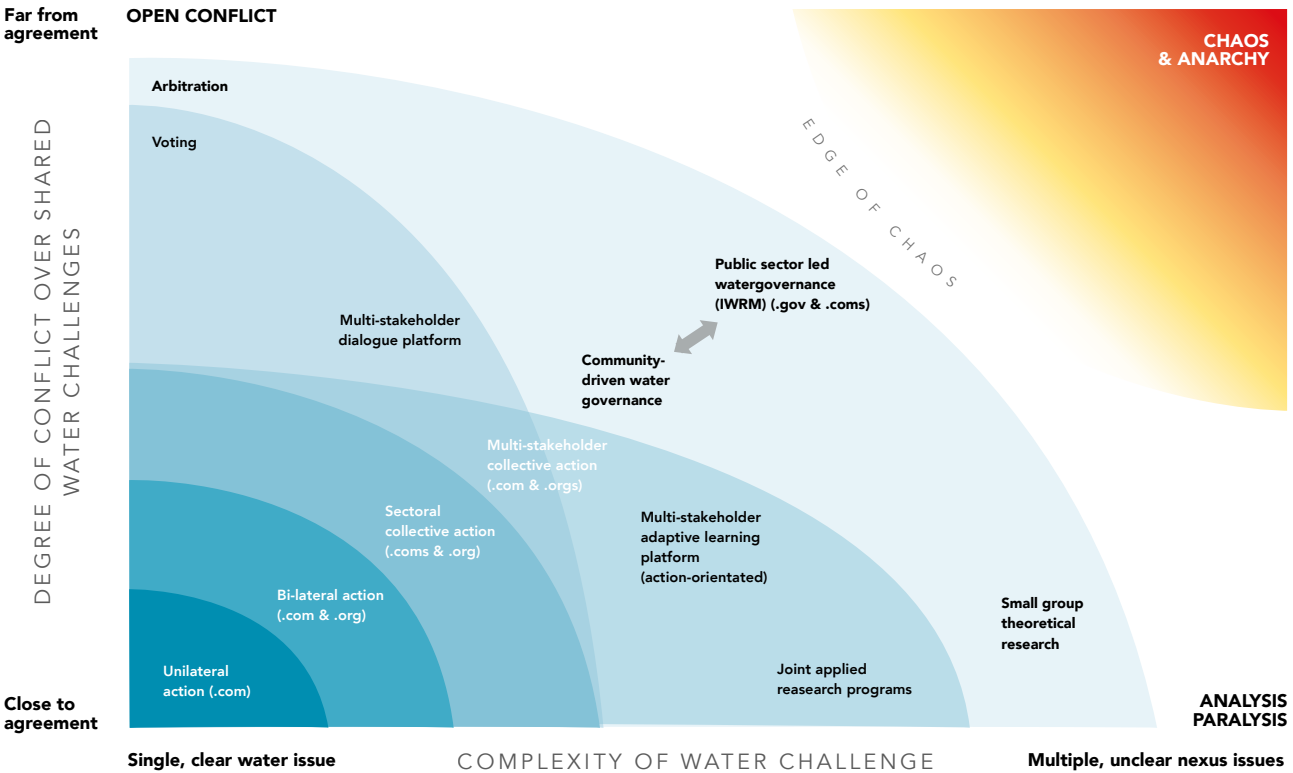 Far from
agreement
OPEN CONFLICT
CHAOS
& ANARCHY
Arbitration
Voting
EDGE OF CHAOS
DEGREE OF CONFLICT OVER SHARED
WATER CHALLENGES
Public sector led
watergovernance
(IWRM) (.gov & .coms)
Multi-stakeholder
dialogue platform
Community-
driven water
governance
Multi-stakeholder
collective action
(.com & .orgs)
Sectoral
collective action
(.coms & .org)
Multi-stakeholder
adaptive learning
platform
(action-orientated)
Bi-lateral action
(.com & .org)
Small group
theoretical
research
Unilateral
action (.com)
Joint applied
reasearch programs
Close to
agreement
ANALYSIS
PARALYSIS
Single, clear water issue
COMPLEXITY OF WATER CHALLENGE
Multiple, unclear nexus issues